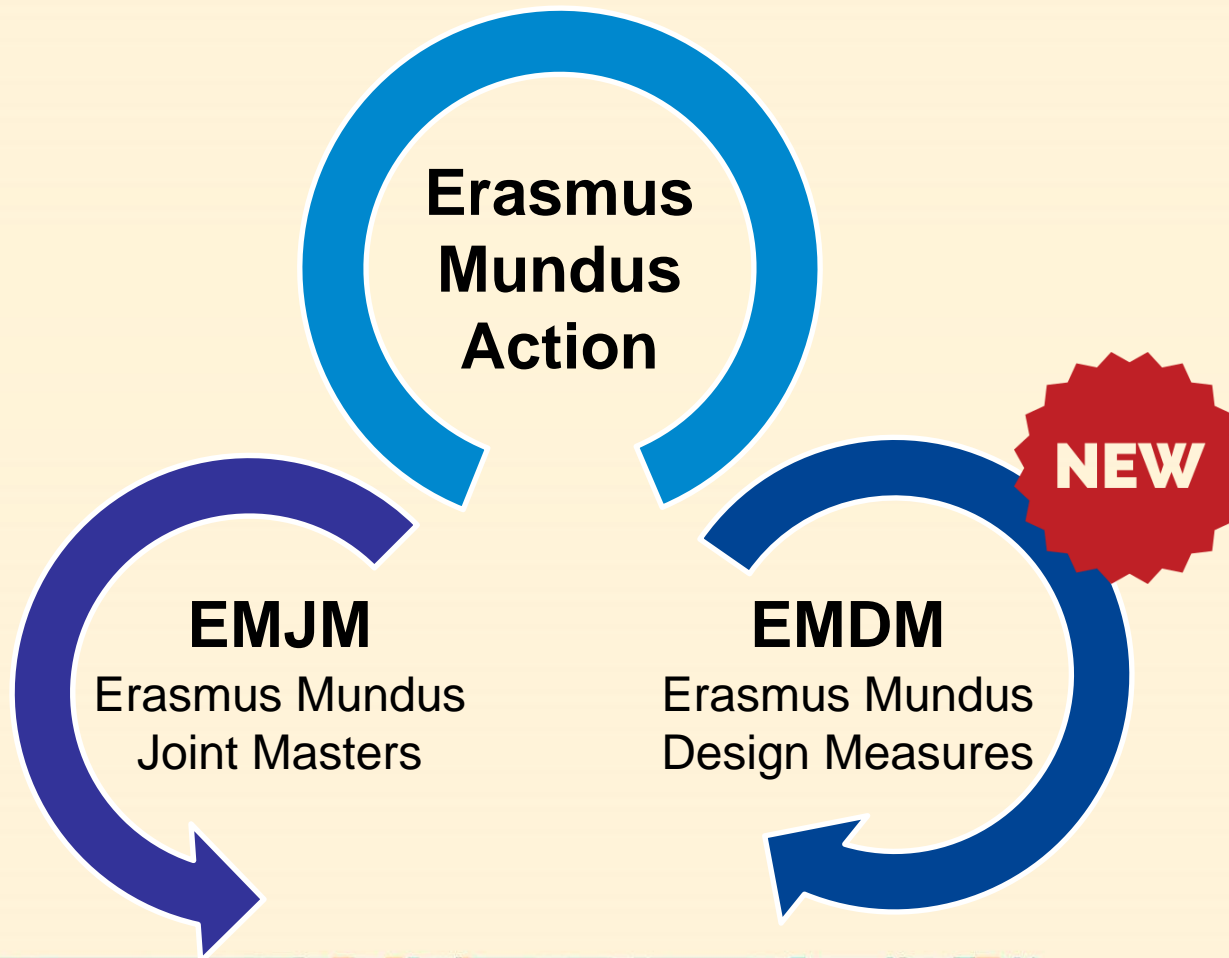 Erasmus
Mundus
Action
NEW
EMJM
Erasmus Mundus
Joint Masters
EMDM
Erasmus Mundus
Design Measures